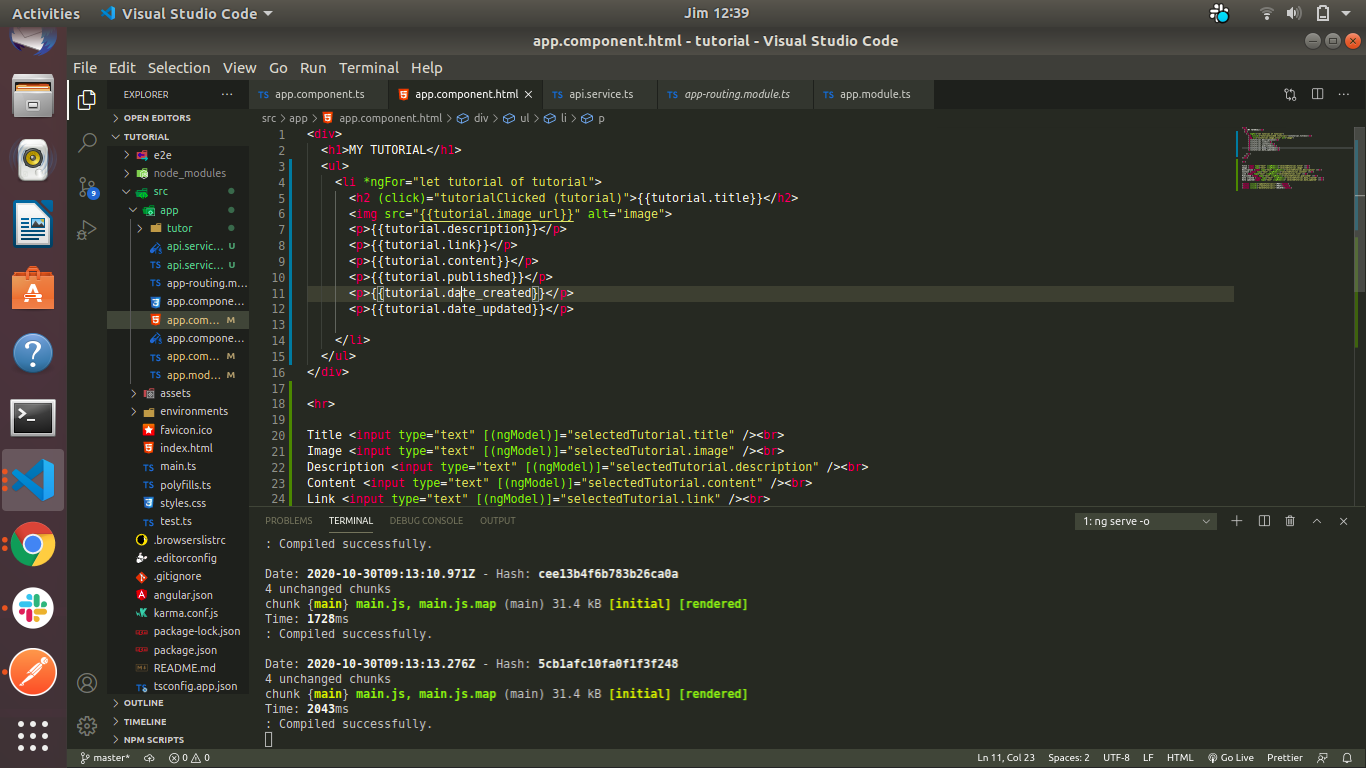 Activities Visual Studio Code Jim 12:39
app.component.html - tutorial - Visual Studio Code
File Edit Selection View Go Run Terminal Help
EXPLORER ···
OPEN EDITORS
TUTORIAL
e2e
node_modules
src
app
tutor
api.servic... U
api.servic... U
TS app-routing.m...
app.compone...
app.com... M
app.compone...
TS app.com... M
TS app.mod... M
assets
environments
favicon.ico
index.html
TS main.ts
TS polyfills.ts
styles.css
TS test.ts
.browserslistrc
.editorconfig
.gitignore
angular.json
karma.conf.js
package-lock.json
package.json
README.md
tsconfig.app.json
OUTLINE
TIMELINE
NPM SCRIPTS
TS app.component.ts app.component.html TS api.service.ts TS app-routing.module.ts TS app.module.ts
src > app > app.component.html > div > ul > li > p
1 <div>
2 <h1>MY TUTORIAL</h1>
3 <ul>
4 <li *ngFor="let tutorial of tutorial">
5 <h2 (click)="tutorialClicked (tutorial)">{{tutorial.title}}</h2>
6 <img src="{{tutorial.image_url}}" alt="image">
7 <p>{{tutorial.description}}</p>
8 <p>{{tutorial.link}}</p>
9 <p>{{tutorial.content}}</p>
10 <p>{{tutorial.published}}</p>
11 <p>{{tutorial.date_created}}</p>
12 <p>{{tutorial.date_updated}}</p>
13
14 </li>
15 </ul>
16 </div>
17
18 <hr>
19
20 Title <input type="text" [(ngModel)]="selectedTutorial.title" /><br>
21 Image <input type="text" [(ngModel)]="selectedTutorial.image" /><br>
22 Description <input type="text" [(ngModel)]="selectedTutorial.description" /><br>
23 Content <input type="text" [(ngModel)]="selectedTutorial.content" /><br>
24 Link <input type="text" [(ngModel)]="selectedTutorial.link" /><br>
PROBLEMS TERMINAL DEBUG CONSOLE OUTPUT 1: ng serve -o
: Compiled successfully.
Date: 2020-10-30T09:13:10.971Z - Hash: cee13b4f6b783b26ca0a
4 unchanged chunks
chunk {main} main.js, main.js.map (main) 31.4 kB [initial] [rendered]
Time: 1728ms
: Compiled successfully.
Date: 2020-10-30T09:13:13.276Z - Hash: 5cb1afc10fa0f1f3f248
4 unchanged chunks
chunk {main} main.js, main.js.map (main) 31.4 kB [initial] [rendered]
Time: 2043ms
: Compiled successfully.
master* 0 0 Ln 11, Col 23 Spaces: 2 UTF-8 LF HTML Go Live Prettier